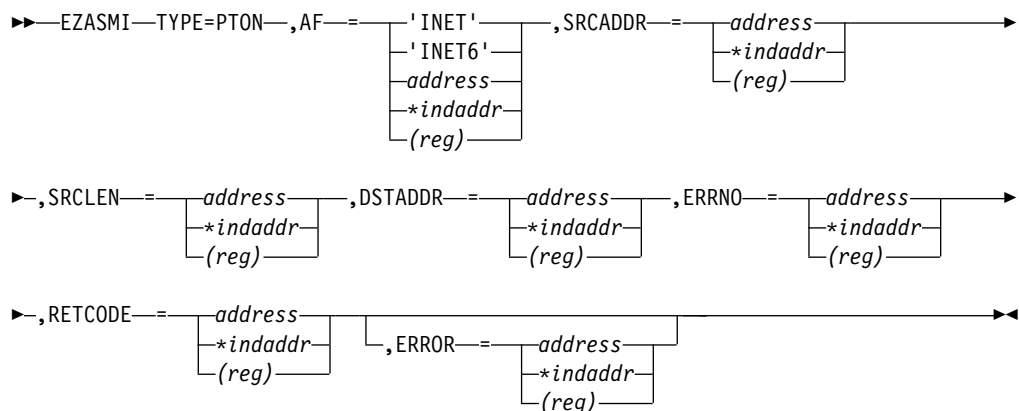 EZASMI TYPE=PTON ,AF = 'INET' ,SRCADDR = address
'INET6' *indaddr
address (reg)
*indaddr
(reg)
,SRCLEN = address ,DSTADDR = address ,ERRNO = address
*indaddr *indaddr *indaddr
(reg) (reg) (reg)
,RETCODE = address
*indaddr ,ERROR = address
(reg) *indaddr
(reg)